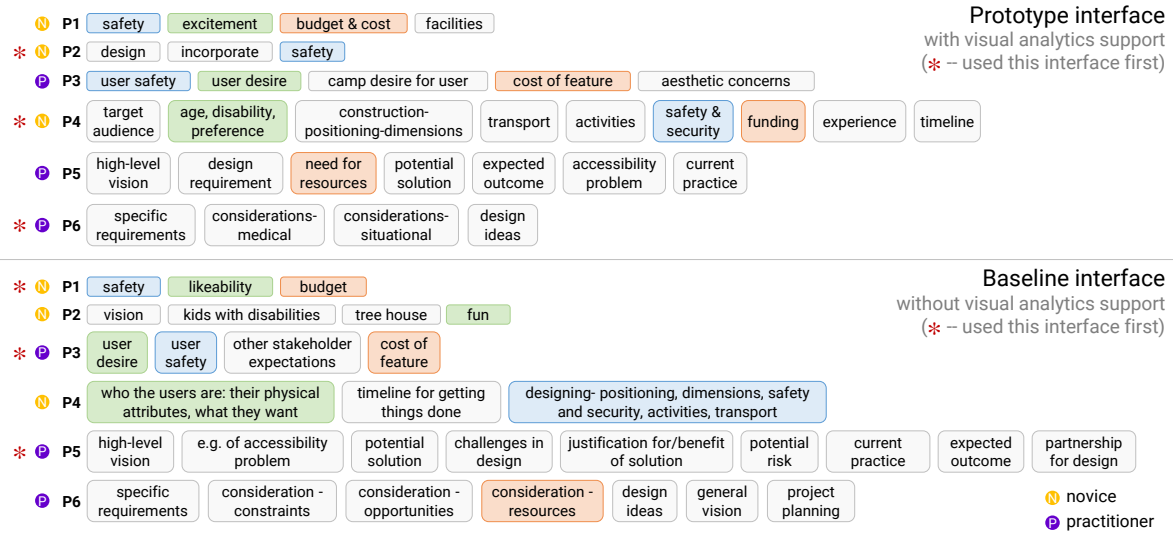 Prototype interface
with visual analytics support
(* -- used this interface first)
N P1 safety excitement budget & cost facilities
* N P2 design incorporate safety
P P3 user safety user desire camp desire for user cost of feature aesthetic concerns
* N P4 target audience age, disability, preference construction-positioning-dimensions transport activities safety & security funding experience timeline
P P5 high-level vision design requirement need for resources potential solution expected outcome accessibility problem current practice
* P P6 specific requirements considerations-medical considerations-situational design ideas
Baseline interface
without visual analytics support
(* -- used this interface first)
* N P1 safety likeability budget
N P2 vision kids with disabilities tree house fun
* P P3 user desire user safety other stakeholder expectations cost of feature
N P4 who the users are: their physical attributes, what they want timeline for getting things done designing- positioning, dimensions, safety and security, activities, transport
* P P5 high-level vision e.g. of accessibility problem potential solution challenges in design justification for/benefit of solution potential risk current practice expected outcome partnership for design
P P6 specific requirements consideration - constraints consideration - opportunities consideration - resources design ideas general vision project planning
N novice
P practitioner